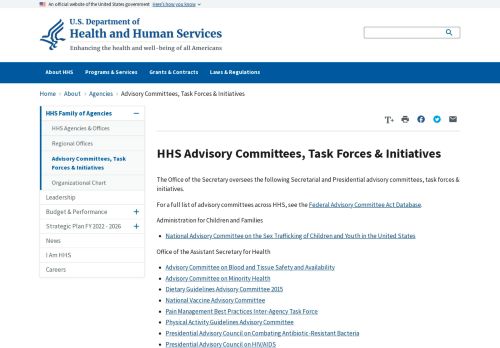 An official website of the United States government Here's how you know
U.S. Department of
Health and Human Services
Enhancing the health and well-being of all Americans
About HHS Programs & Services Grants & Contracts Laws & Regulations
Home › About › Agencies › Advisory Committees, Task Forces & Initiatives
HHS Family of Agencies
HHS Agencies & Offices
Regional Offices
Advisory Committees, Task
Forces & Initiatives
Organizational Chart
Leadership
Budget & Performance
Strategic Plan FY 2022 - 2026
News
I Am HHS
Careers
T+
HHS Advisory Committees, Task Forces & Initiatives
The Office of the Secretary oversees the following Secretarial and Presidential advisory committees, task forces &
initiatives.
For a full list of advisory committees across HHS, see the Federal Advisory Committee Act Database.
Administration for Children and Families
National Advisory Committee on the Sex Trafficking of Children and Youth in the United States
Office of the Assistant Secretary for Health
Advisory Committee on Blood and Tissue Safety and Availability
Advisory Committee on Minority Health
Dietary Guidelines Advisory Committee 2015
National Vaccine Advisory Committee
Pain Management Best Practices Inter-Agency Task Force
Physical Activity Guidelines Advisory Committee
Presidential Advisory Council on Combating Antibiotic-Resistant Bacteria
Presidential Advisory Council on HIV/AIDS